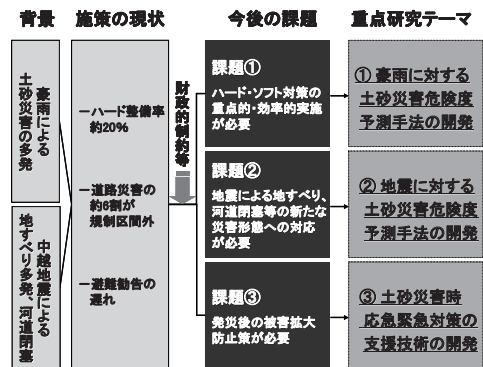 背景
施策の現状
今後の課題
重点研究テーマ
豪雨による
土砂災害の多発
中越地震による
地すべり多発、河道閉塞
－ハード整備率
約20%
－道路災害の
約6割が
規制区間外
－避難勧告の
遅れ
財政的制約等
課題①
ハード・ソフト対策の
重点的・効率的実施
が必要
課題②
地震による地すべり、
河道閉塞等の新たな
災害形態への対応
が必要
課題③
発災後の被害拡大
防止策が必要
① 豪雨に対する
土砂災害危険度
予測手法の開発
② 地震に対する
土砂災害危険度
予測手法の開発
③ 土砂災害時
応急緊急対策の
支援技術の開発